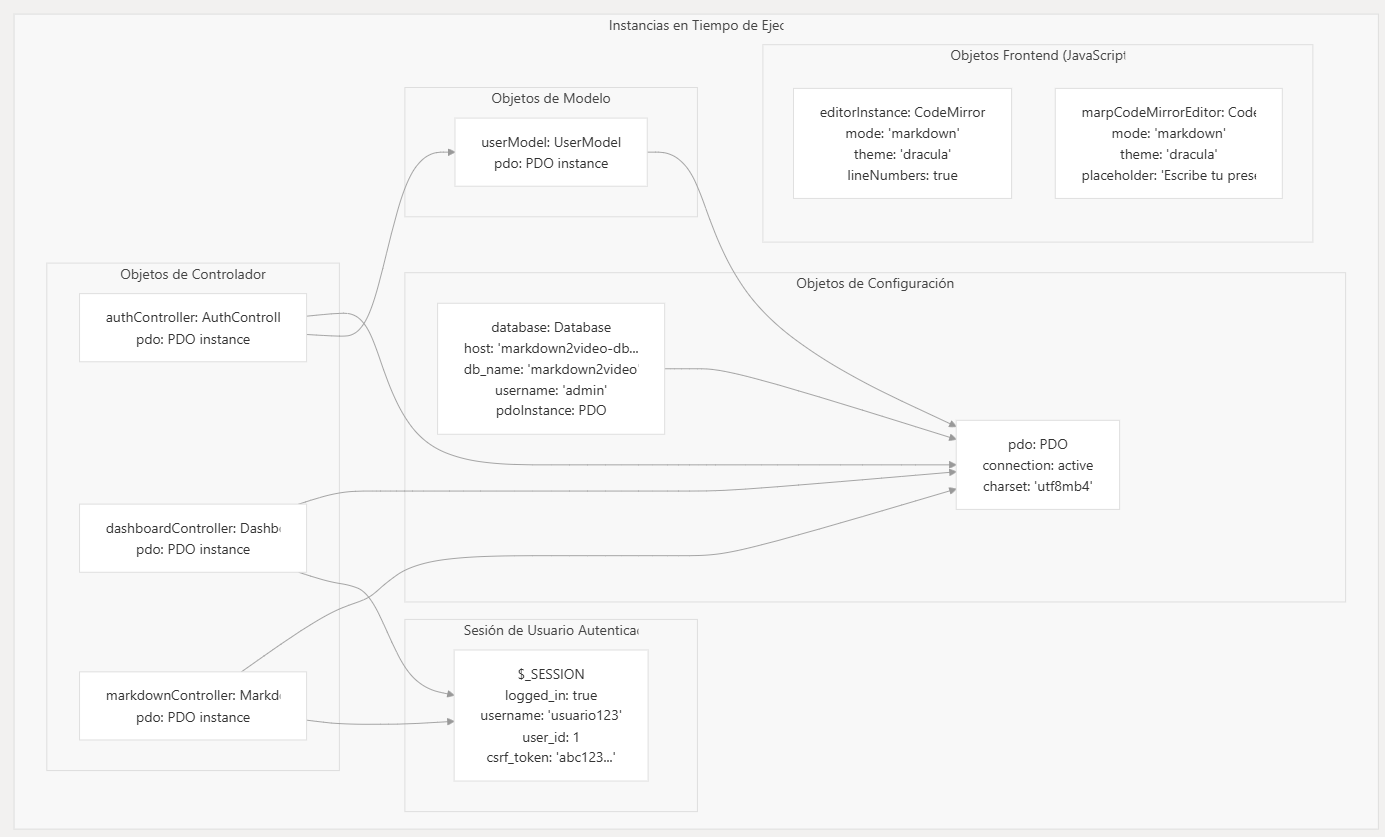 Instancias en Tiempo de Ejec
Objetos Frontend (JavaScript
editorInstance: CodeMirror
mode: 'markdown'
theme: 'dracula'
lineNumbers: true
marpCodeMirrorEditor: Code
mode: 'markdown'
theme: 'dracula'
placeholder: 'Escribe tu prese
Objetos de Modelo
userModel: UserModel
pdo: PDO instance
Objetos de Controlador
authController: AuthControll
pdo: PDO instance
dashboardController: Dashb
pdo: PDO instance
markdownController: Markd
pdo: PDO instance
Objetos de Configuración
database: Database
host: 'markdown2video-db...
db_name: 'markdown2video'
username: 'admin'
pdoInstance: PDO
pdo: PDO
connection: active
charset: 'utf8mb4'
Sesión de Usuario Autentica
$_SESSION
logged_in: true
username: 'usuario123'
user_id: 1
csrf_token: 'abc123...'